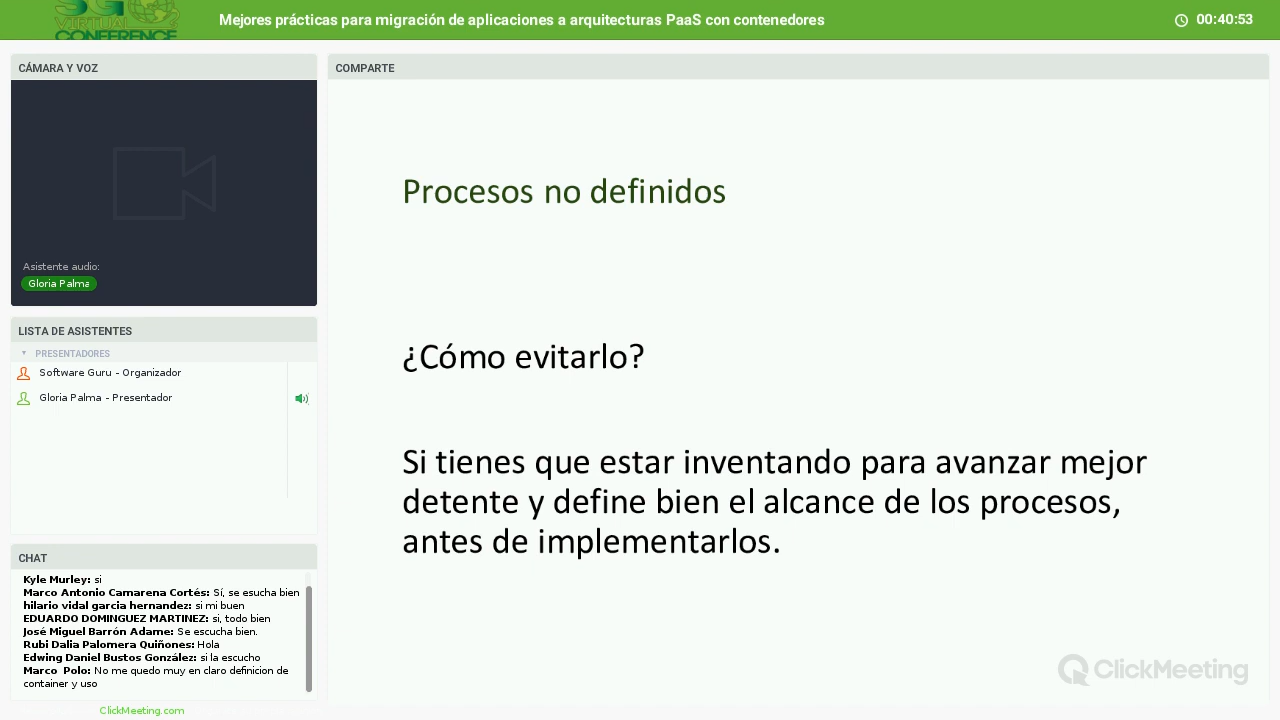 SG
VIRTUAL
CONFERENCE
Mejores prácticas para migración de aplicaciones a arquitecturas PaaS con contenedores
00:40:53
CÁMARA Y VOZ
Asistente audio:
Gloria Palma
LISTA DE ASISTENTES
PRESENTADORES
Software Guru - Organizador
Gloria Palma - Presentador
CHAT
Kyle Murley: si
Marco Antonio Camarena Cortés: Sí, se esucha bien
hilario vidal garcia hernandez: si mi buen
EDUARDO DOMINGUEZ MARTINEZ: si, todo bien
José Miguel Barrón Adame: Se escucha bien.
Rubi Dalia Palomera Quiñones: Hola
Edwing Daniel Bustos González: si la escucho
Marco Polo: No me quedo muy en claro definicion de
container y uso
ClickMeeting.com
COMPARTE
Procesos no definidos
¿Cómo evitarlo?
Si tienes que estar inventando para avanzar mejor
detente y define bien el alcance de los procesos,
antes de implementarlos.
ClickMeeting